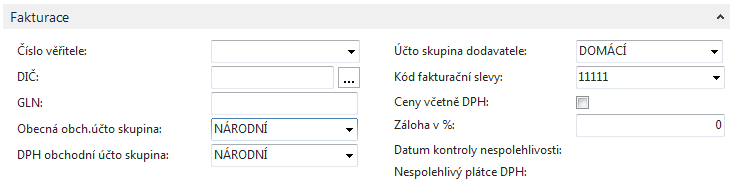 Fakturace
Číslo věřitele:
DIČ: ...
GLN:
Obecná obch.účto skupina: NÁRODNÍ
DPH obchodní účto skupina: NÁRODNÍ
Účto skupina dodavatele: DOMÁCÍ
Kód fakturační slevy: 11111
Ceny včetně DPH:
Záloha v %: 0
Datum kontroly nespolehlivosti:
Nespolehlivý plátce DPH: